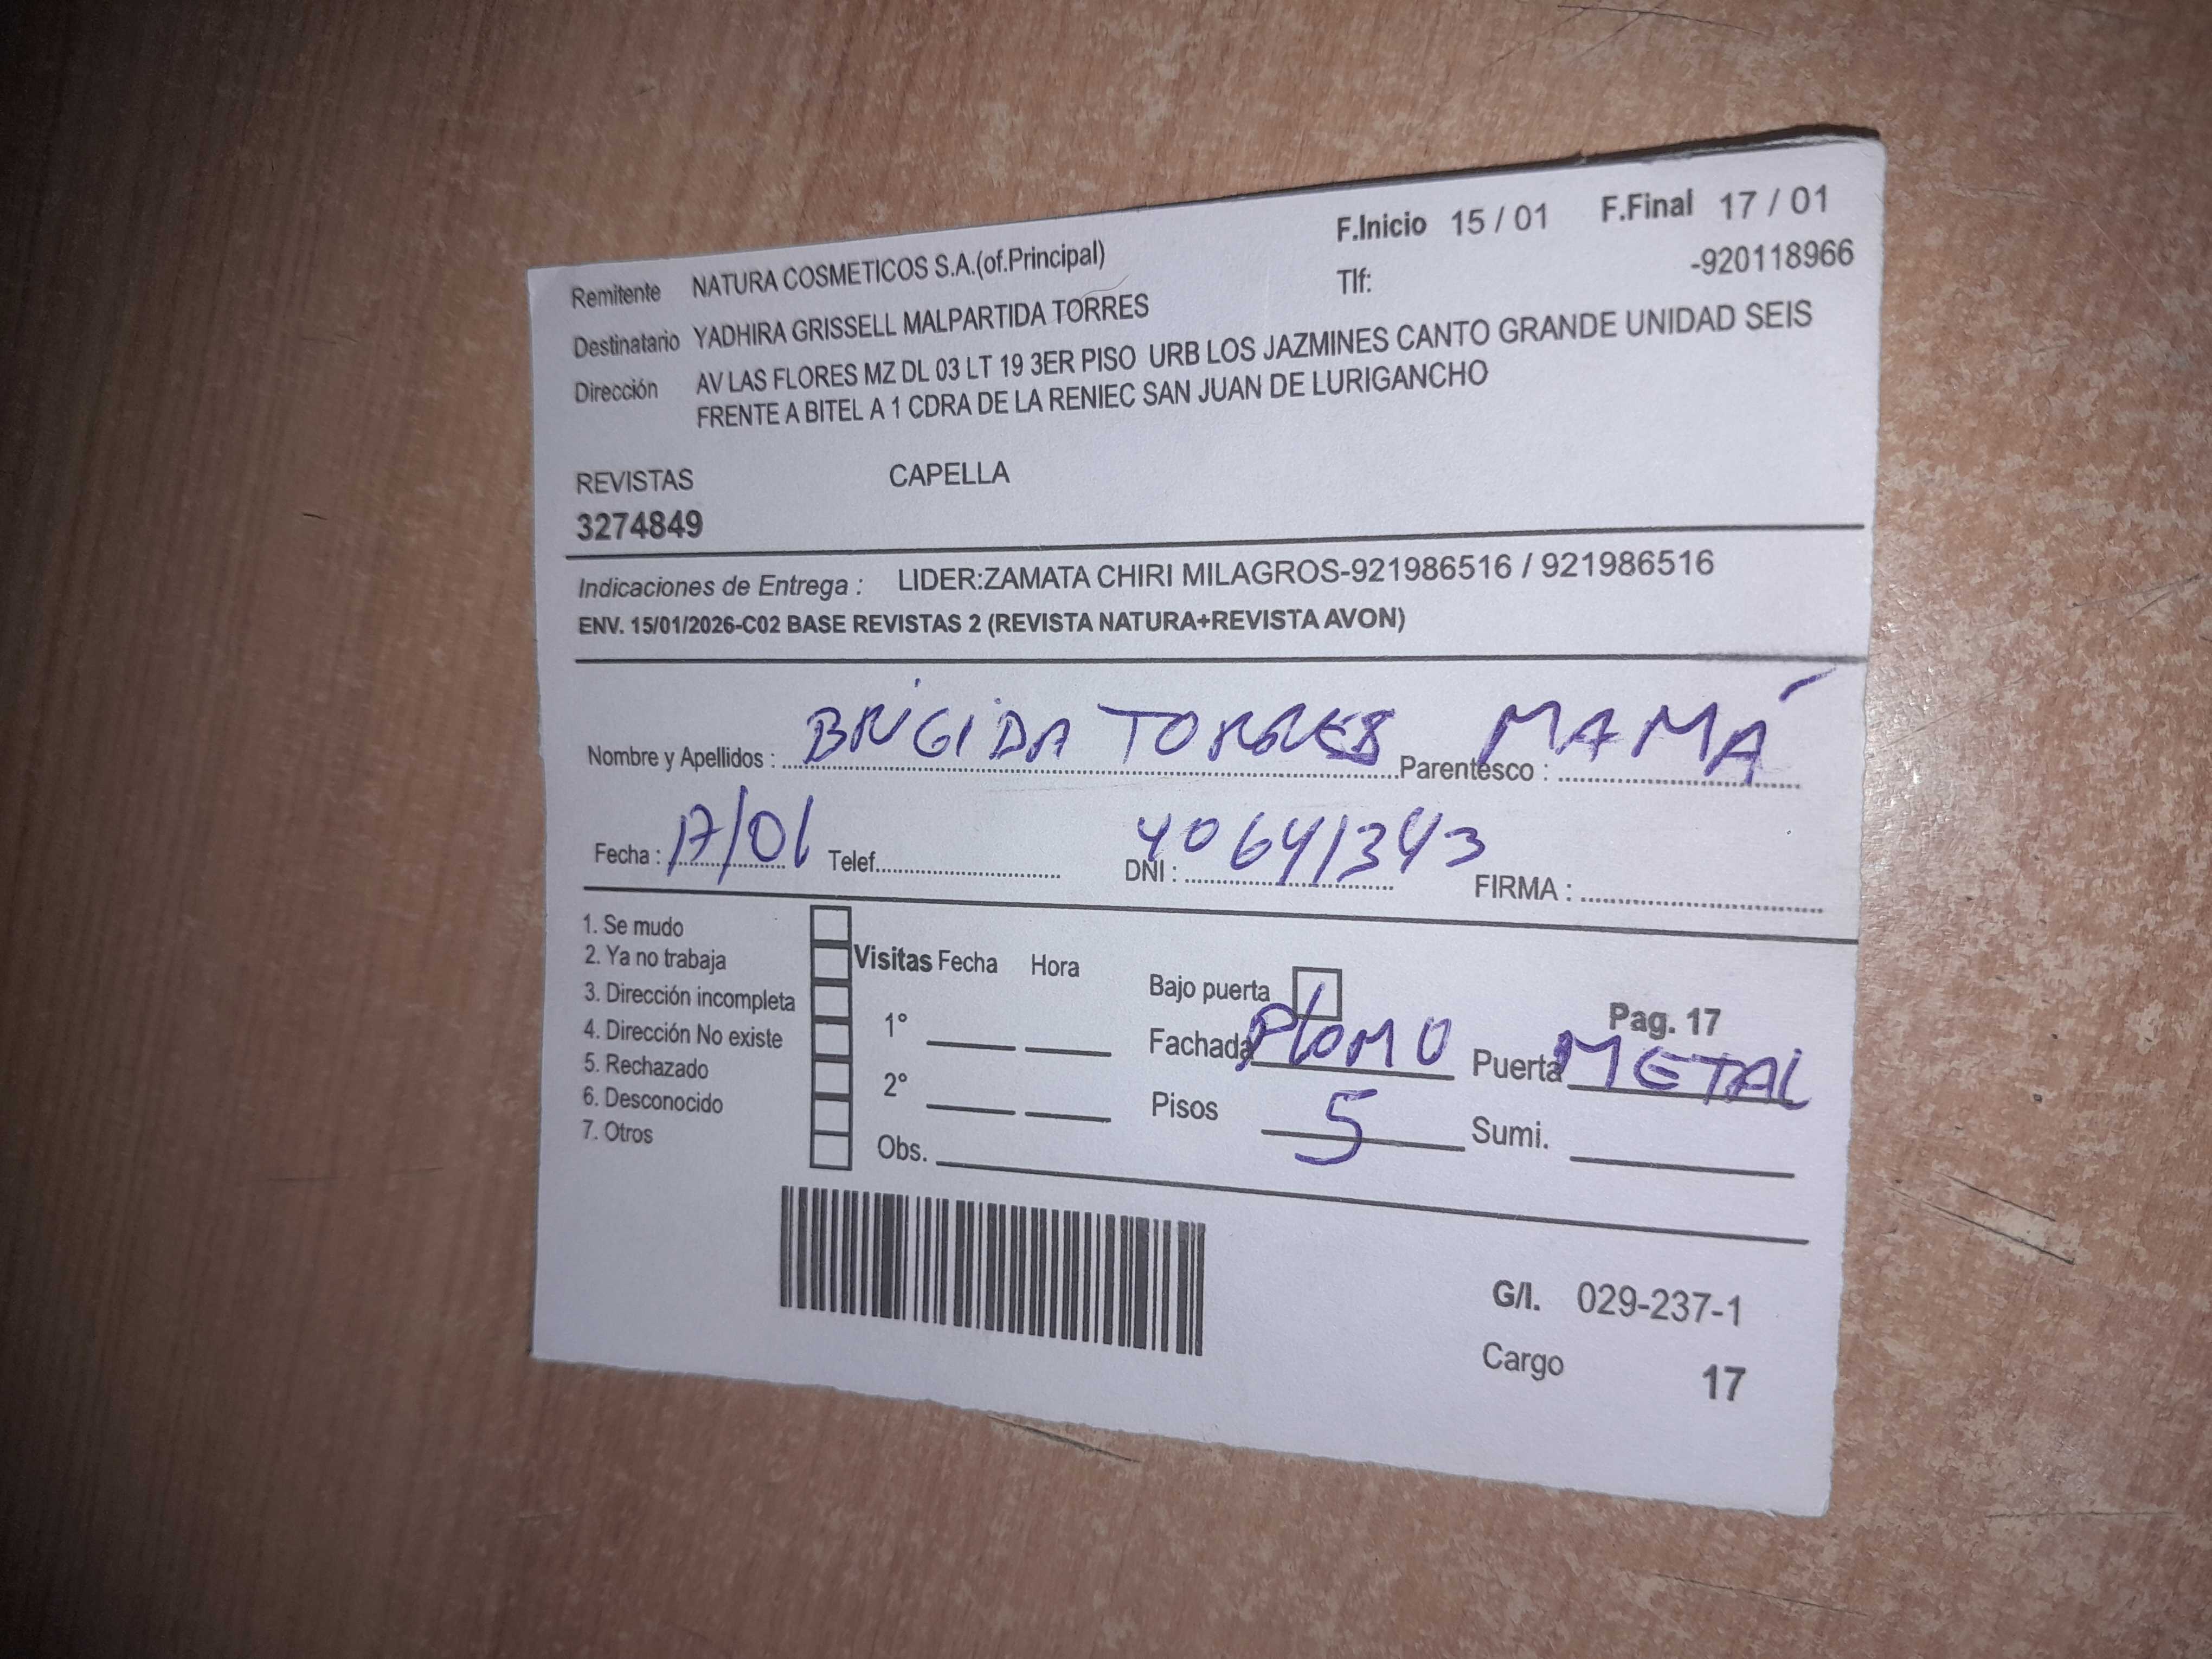 F.Inicio 15 / 01 F.Final 17 / 01
Remitente NATURA COSMETICOS S.A.(of.Principal) Tlf: -920118966
Destinatario YADHIRA GRISSELL MALPARTIDA TORRES
Dirección AV LAS FLORES MZ DL 03 LT 19 3ER PISO URB LOS JAZMINES CANTO GRANDE UNIDAD SEIS
FRENTE A BITEL A 1 CDRA DE LA RENIEC SAN JUAN DE LURIGANCHO
REVISTAS CAPELLA
3274849
Indicaciones de Entrega : LIDER:ZAMATA CHIRI MILAGROS-921986516 / 921986516
ENV. 15/01/2026-C02 BASE REVISTAS 2 (REVISTA NATURA+REVISTA AVON)
Nombre y Apellidos : BRIGIDA TORRES Parentesco : MAMÁ
Fecha : 17/01 Telef. DNI : 40641343 FIRMA :
1. Se mudo
2. Ya no trabaja
3. Dirección incompleta
4. Dirección No existe
5. Rechazado
6. Desconocido
7. Otros
Visitas Fecha Hora
1°
2°
Obs.
Bajo puerta Pag. 17
Fachada PLOMO Puerta METAL
Pisos 5 Sumi.
G/I. 029-237-1
Cargo 17